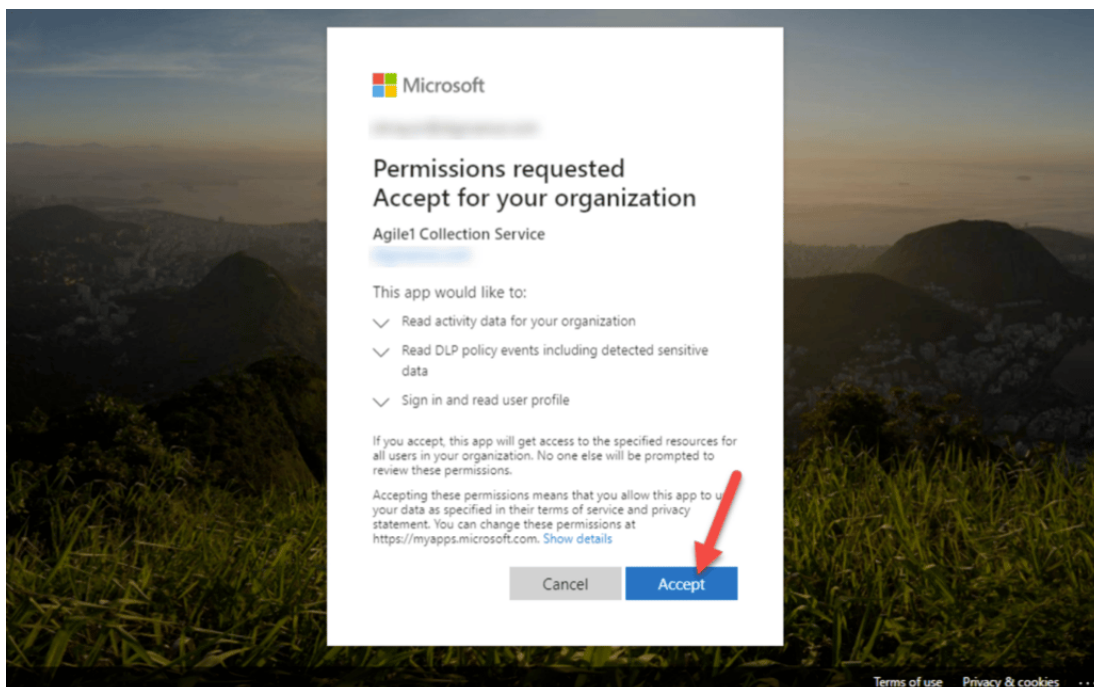 Microsoft
Permissions requested
Accept for your organization
Agile1 Collection Service
This app would like to:
Read activity data for your organization
Read DLP policy events including detected sensitive
data
Sign in and read user profile
If you accept, this app will get access to the specified resources for
all users in your organization. No one else will be prompted to
review these permissions.
Accepting these permissions means that you allow this app to
your data as specified in their terms of service and privacy
statement. You can change these permissions at
https://myapps.microsoft.com. Show details
Cancel
Accept
Terms of use
Privacy & cookies
...